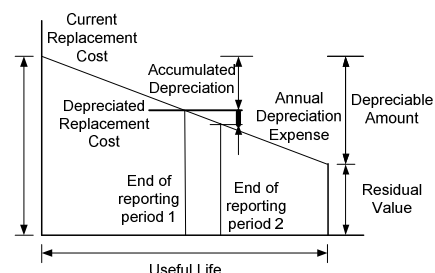 Current
Replacement
Cost
Accumulated
Depreciation
Depreciated
Replacement
Cost
Annual
Depreciation
Expense
Depreciable
Amount
End of
reporting
period 1
End of
reporting
period 2
Residual
Value
Useful Life